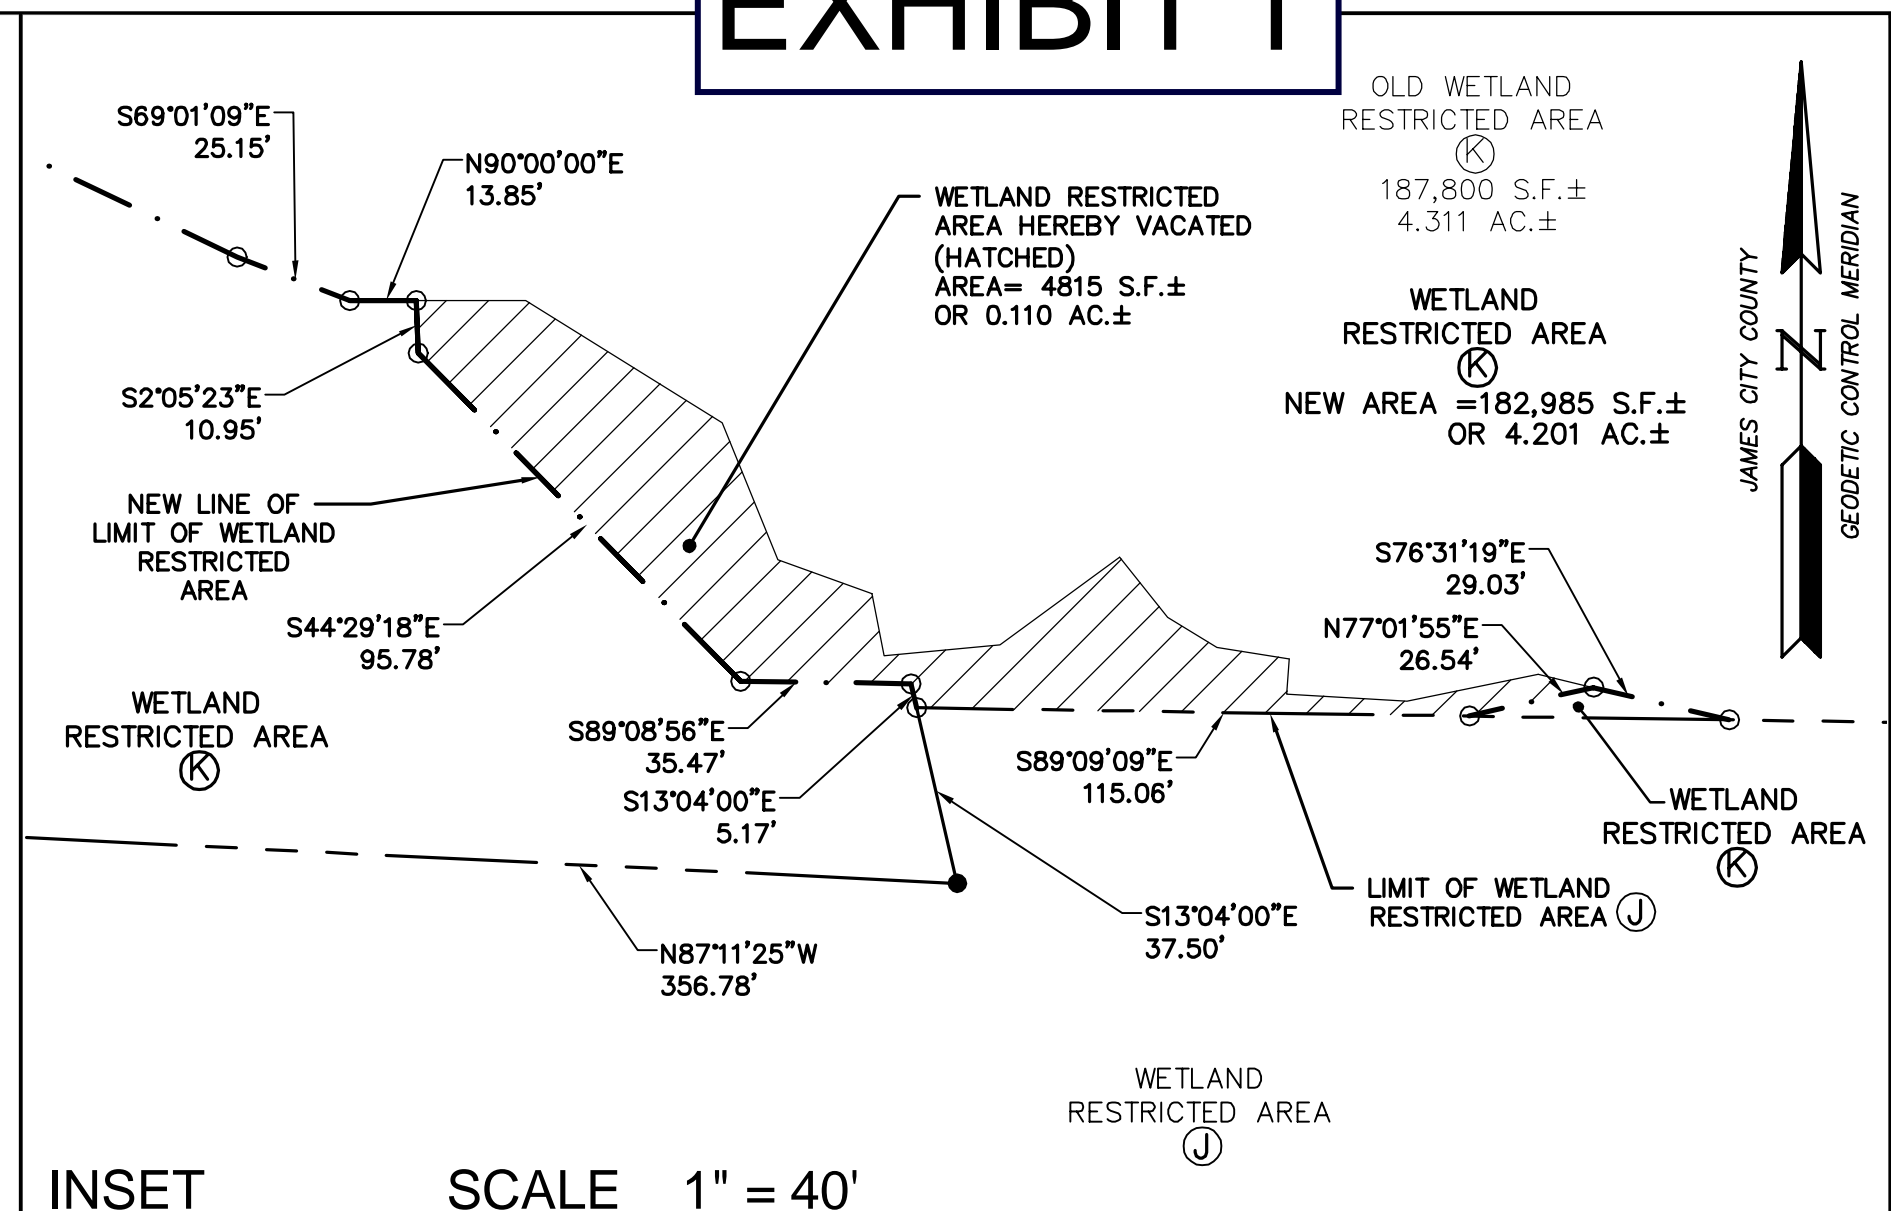 EXHIBIT 1
S69°01'09"E
25.15'
N90°00'00"E
13.85'
WETLAND RESTRICTED
AREA HEREBY VACATED
(HATCHED)
AREA= 4815 S.F.±
OR 0.110 AC.±
OLD WETLAND
RESTRICTED AREA
K
187,800 S.F.±
4.311 AC.±
WETLAND
RESTRICTED AREA
K
NEW AREA =182,985 S.F.±
OR 4.201 AC.±
JAMES CITY COUNTY
N
GEODETIC CONTROL MERIDIAN
S2°05'23"E
10.95'
NEW LINE OF
LIMIT OF WETLAND
RESTRICTED
AREA
S44°29'18"E
95.78'
S76°31'19"E
29.03'
N77°01'55"E
26.54'
WETLAND
RESTRICTED AREA
K
S89°08'56"E
35.47'
S13°04'00"E
5.17'
S89°09'09"E
115.06'
WETLAND
RESTRICTED AREA
K
LIMIT OF WETLAND
RESTRICTED AREA J
S13°04'00"E
37.50'
N87°11'25"W
356.78'
WETLAND
RESTRICTED AREA
J
INSET SCALE 1" = 40'